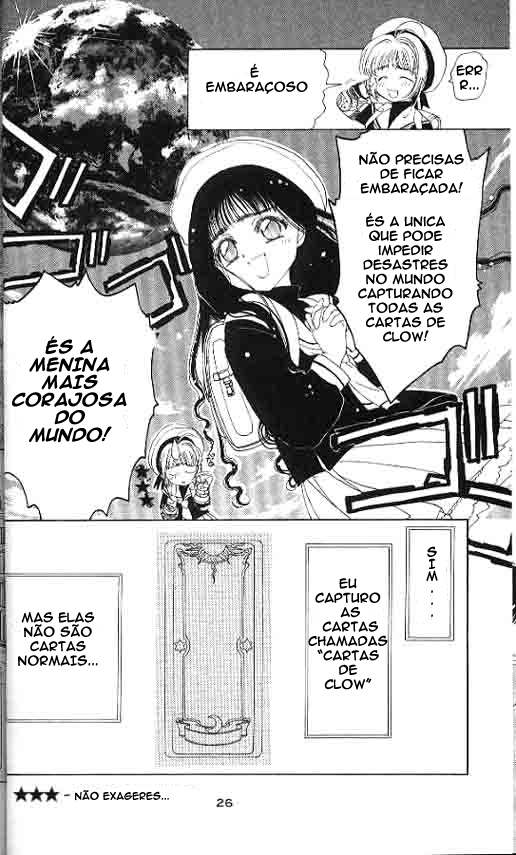 ERR
R...
É
EMBARAÇOSO
NÃO PRECISAS
DE FICAR
EMBARAÇADA!
ÉS A UNICA
QUE PODE
IMPEDIR
DESASTRES
NO MUNDO
CAPTURANDO
TODAS AS
CARTAS DE
CLOW!
ÉS A
MENINA
MAIS
CORAJOSA
DO
MUNDO!
★★★
SIM...
EU
CAPTURO
AS
CARTAS
CHAMADAS
"CARTAS
DE
CLOW"
MAS ELAS
NÃO SÃO
CARTAS
NORMAIS...
★★★ - NÃO EXAGERES...
26